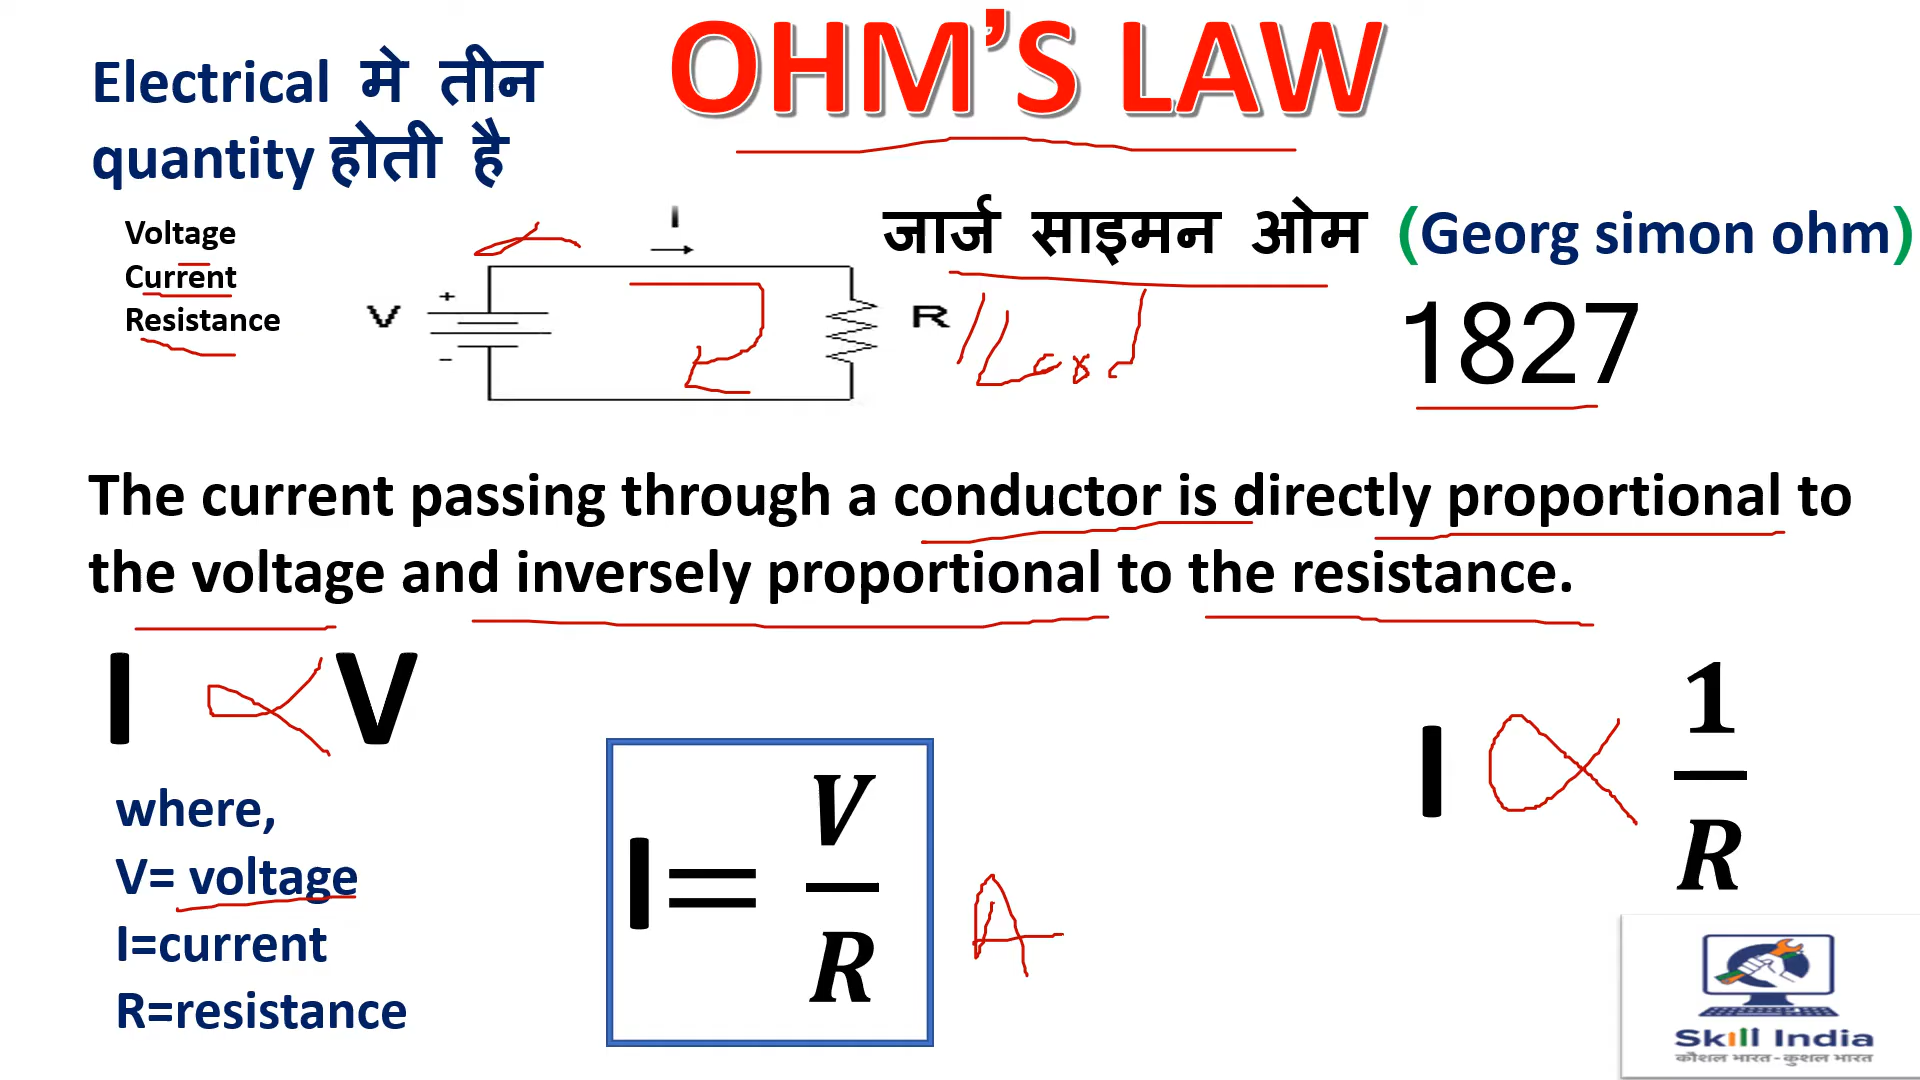 OHM'S LAW
Electrical मे तीन
quantity होती है
Voltage
Current
Resistance
I
V
+
-
R
Load
जार्ज साइमन ओम (Georg simon ohm)
1827
The current passing through a conductor is directly proportional to
the voltage and inversely proportional to the resistance.
I ∝ V
where,
V= voltage
I=current
R=resistance
I= V/R
A
I ∝ 1/R
Skill India
कौशल भारत - कुशल भारत